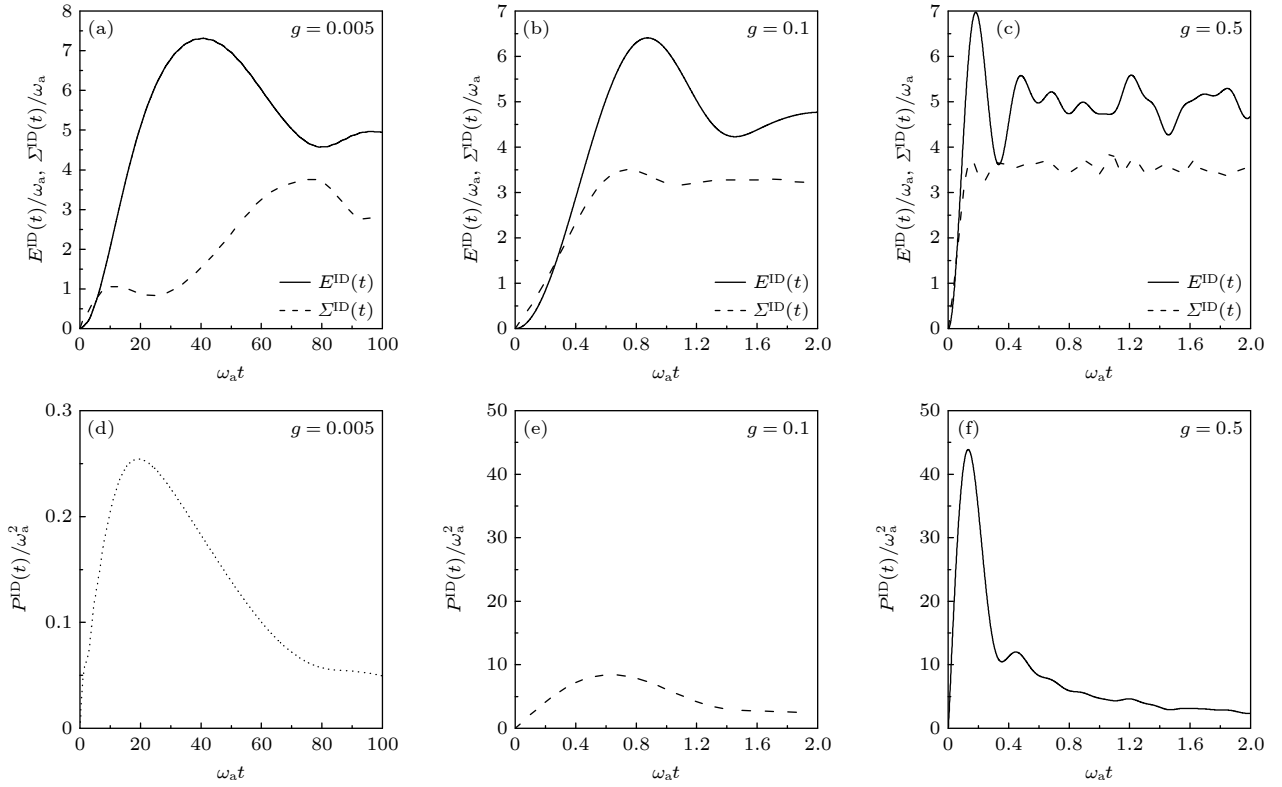 (a)
g = 0.005
E^ID(t)/ω_a, Σ^ID(t)/ω_a
8
7
6
5
4
3
2
1
0
E^ID(t)
Σ^ID(t)
0 20 40 60 80 100
ω_a t
(b)
g = 0.1
E^ID(t)/ω_a, Σ^ID(t)/ω_a
7
6
5
4
3
2
1
0
E^ID(t)
Σ^ID(t)
0 0.4 0.8 1.2 1.6 2.0
ω_a t
(c)
g = 0.5
E^ID(t)/ω_a, Σ^ID(t)/ω_a
7
6
5
4
3
2
1
0
E^ID(t)
Σ^ID(t)
0 0.4 0.8 1.2 1.6 2.0
ω_a t
(d)
g = 0.005
P^ID(t)/ω_a^2
0.3
0.2
0.1
0
0 20 40 60 80 100
ω_a t
(e)
g = 0.1
P^ID(t)/ω_a^2
50
40
30
20
10
0
0 0.4 0.8 1.2 1.6 2.0
ω_a t
(f)
g = 0.5
P^ID(t)/ω_a^2
50
40
30
20
10
0
0 0.4 0.8 1.2 1.6 2.0
ω_a t